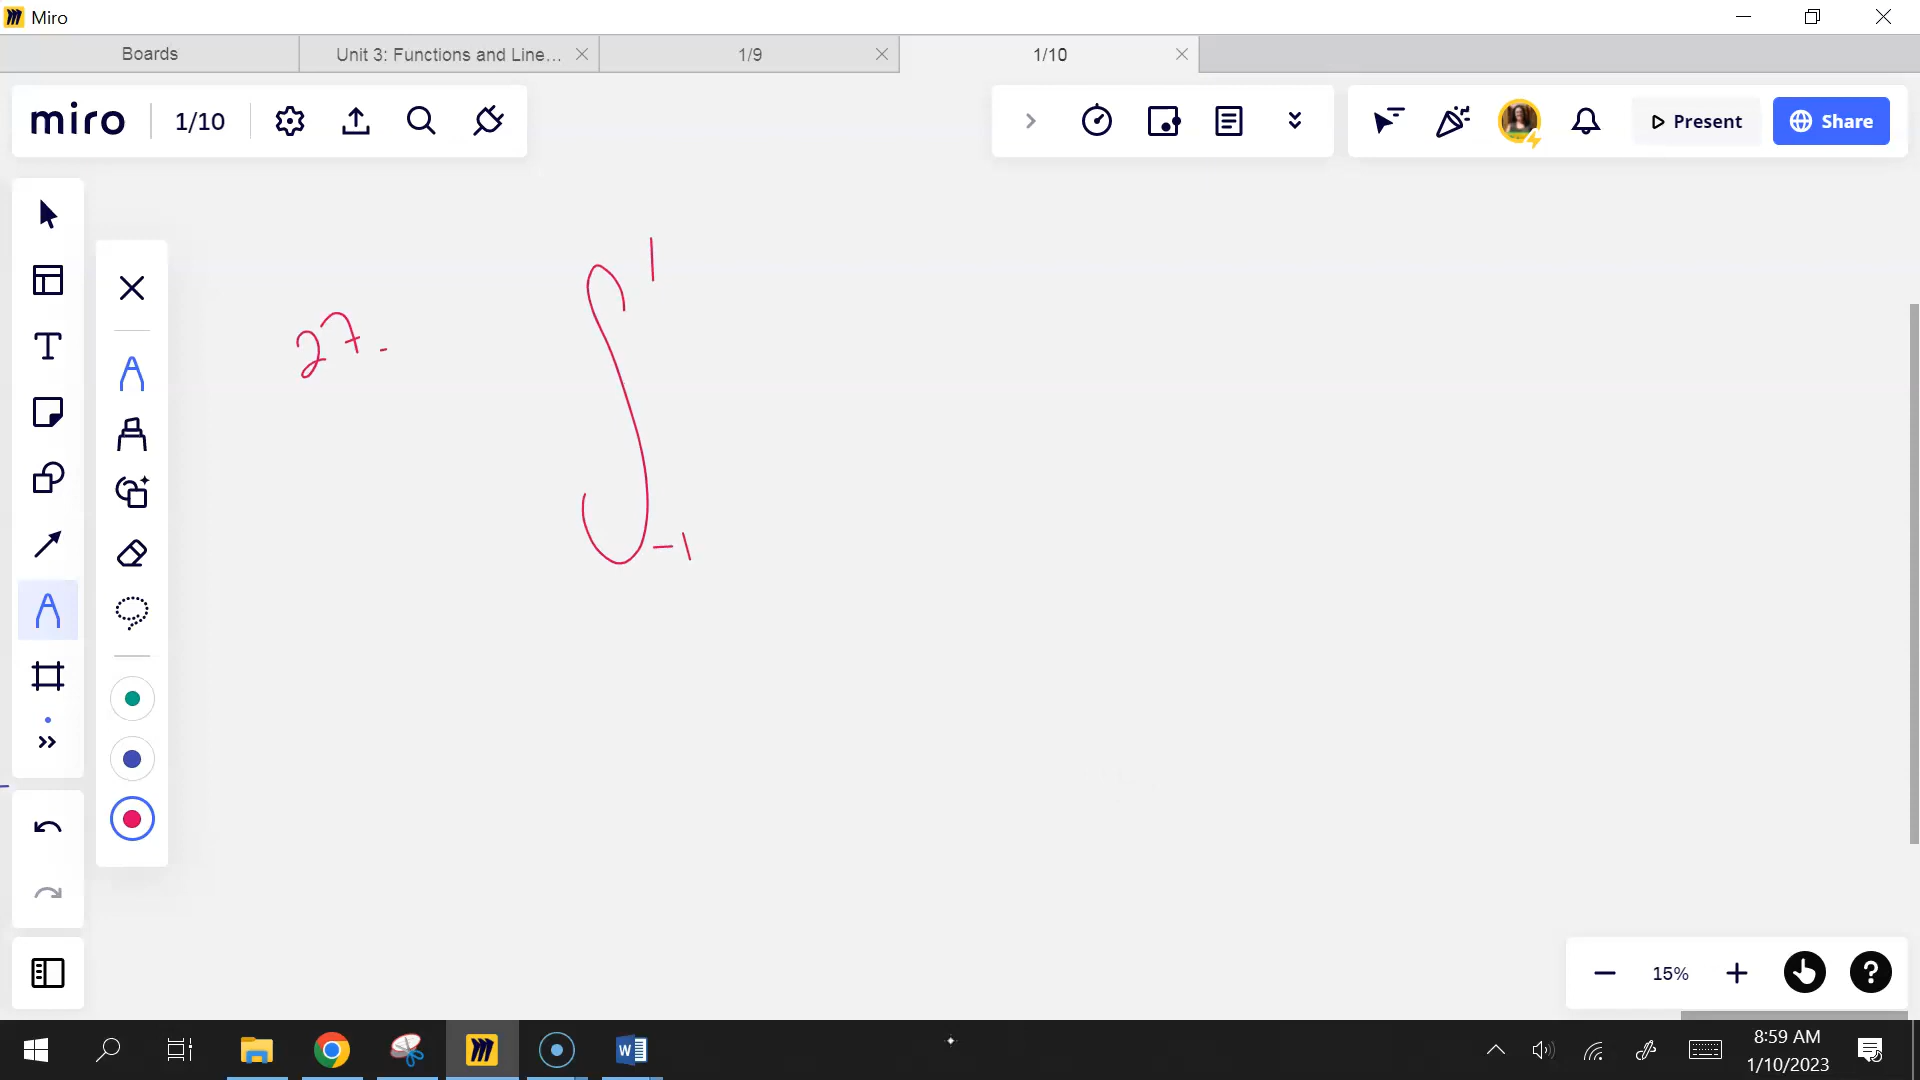 Miro
Boards
Unit 3: Functions and Line...
1/9
1/10
miro
1/10
Present
Share
27.
∫
1
-1
15%
8:59 AM
1/10/2023